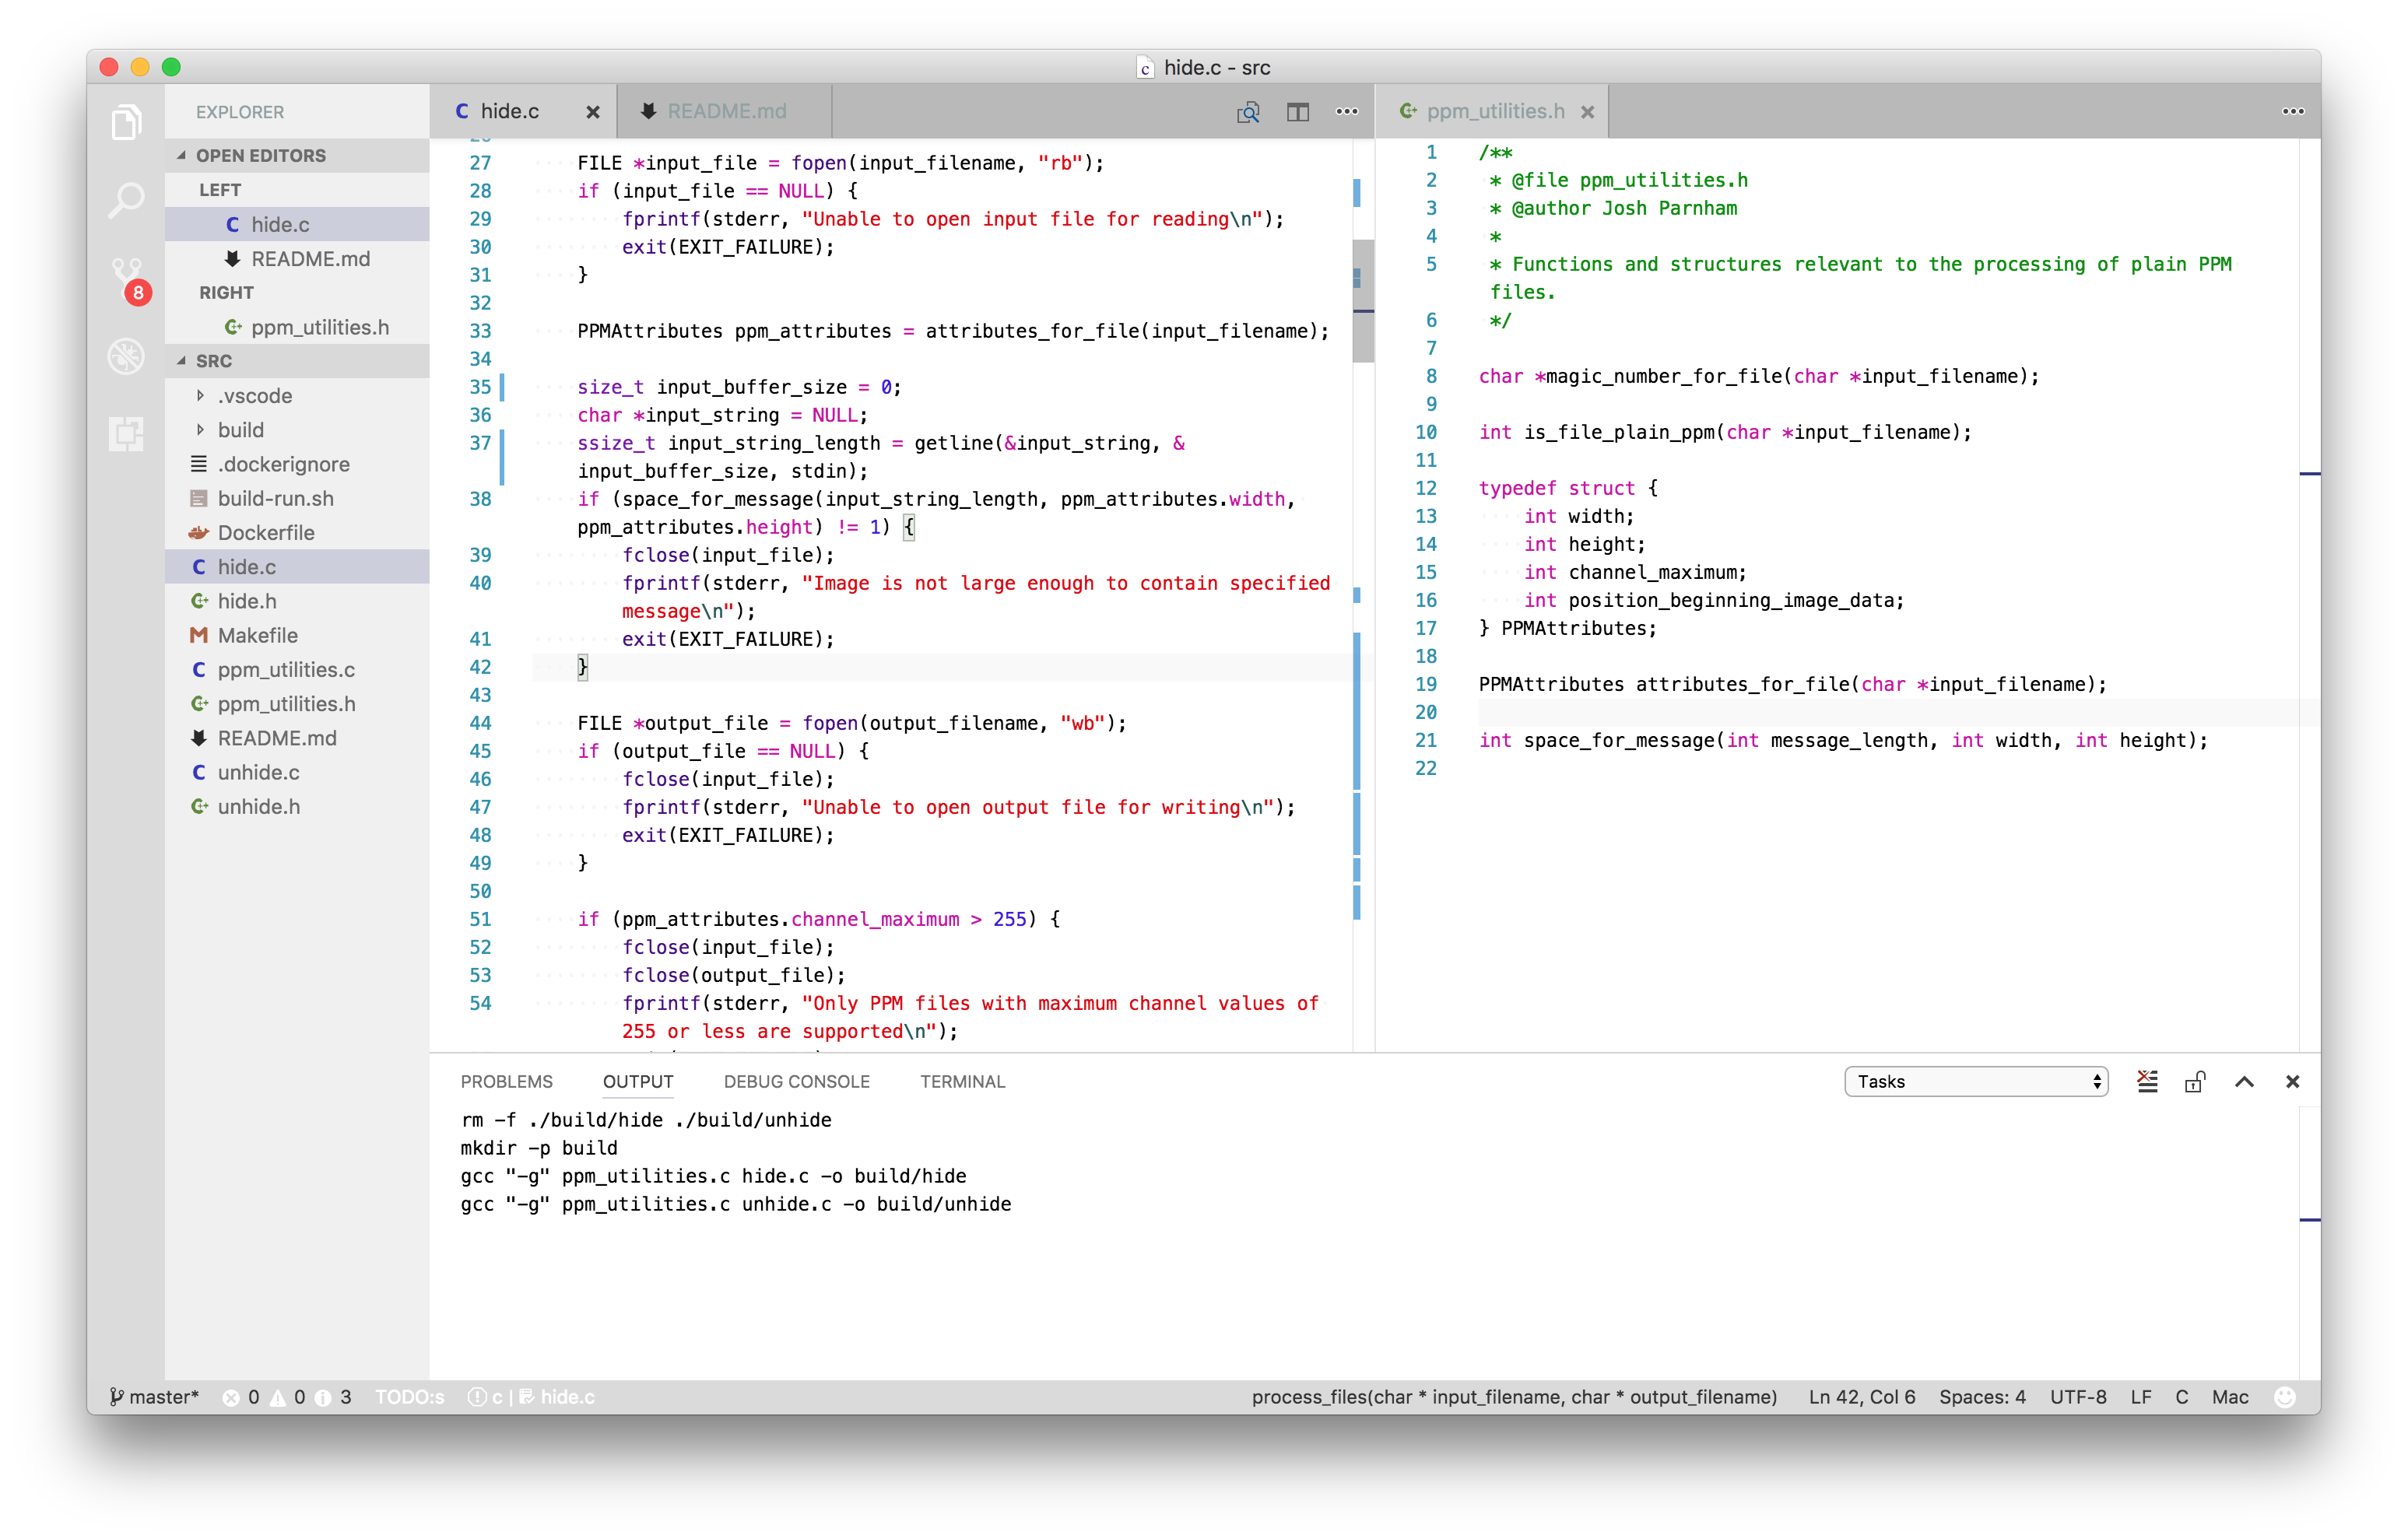 hide.c - src
EXPLORER
OPEN EDITORS
LEFT
hide.c
README.md
RIGHT
ppm_utilities.h
SRC
.vscode
build
.dockerignore
build-run.sh
Dockerfile
hide.c
hide.h
Makefile
ppm_utilities.c
ppm_utilities.h
README.md
unhide.c
unhide.h
8
hide.c
README.md
27 FILE *input_file = fopen(input_filename, "rb");
28 if (input_file == NULL) {
29 fprintf(stderr, "Unable to open input file for reading\n");
30 exit(EXIT_FAILURE);
31 }
32
33 PPMAttributes ppm_attributes = attributes_for_file(input_filename);
34
35 size_t input_buffer_size = 0;
36 char *input_string = NULL;
37 ssize_t input_string_length = getline(&input_string, &
input_buffer_size, stdin);
38 if (space_for_message(input_string_length, ppm_attributes.width,
ppm_attributes.height) != 1) {
39 fclose(input_file);
40 fprintf(stderr, "Image is not large enough to contain specified
message\n");
41 exit(EXIT_FAILURE);
42 }
43
44 FILE *output_file = fopen(output_filename, "wb");
45 if (output_file == NULL) {
46 fclose(input_file);
47 fprintf(stderr, "Unable to open output file for writing\n");
48 exit(EXIT_FAILURE);
49 }
50
51 if (ppm_attributes.channel_maximum > 255) {
52 fclose(input_file);
53 fclose(output_file);
54 fprintf(stderr, "Only PPM files with maximum channel values of
255 or less are supported\n");
ppm_utilities.h
1 /**
2 * @file ppm_utilities.h
3 * @author Josh Parnham
4 *
5 * Functions and structures relevant to the processing of plain PPM
files.
6 */
7
8 char *magic_number_for_file(char *input_filename);
9
10 int is_file_plain_ppm(char *input_filename);
11
12 typedef struct {
13 int width;
14 int height;
15 int channel_maximum;
16 int position_beginning_image_data;
17 } PPMAttributes;
18
19 PPMAttributes attributes_for_file(char *input_filename);
20
21 int space_for_message(int message_length, int width, int height);
22
PROBLEMS OUTPUT DEBUG CONSOLE TERMINAL Tasks
rm -f ./build/hide ./build/unhide
mkdir -p build
gcc "-g" ppm_utilities.c hide.c -o build/hide
gcc "-g" ppm_utilities.c unhide.c -o build/unhide
master* 0 0 3 TODO:s c | hide.c process_files(char * input_filename, char * output_filename) Ln 42, Col 6 Spaces: 4 UTF-8 LF C Mac